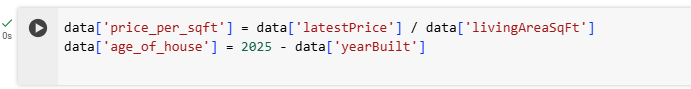 data['price_per_sqft'] = data['latestPrice'] / data['livingAreaSqFt']
data['age_of_house'] = 2025 - data['yearBuilt']
0s